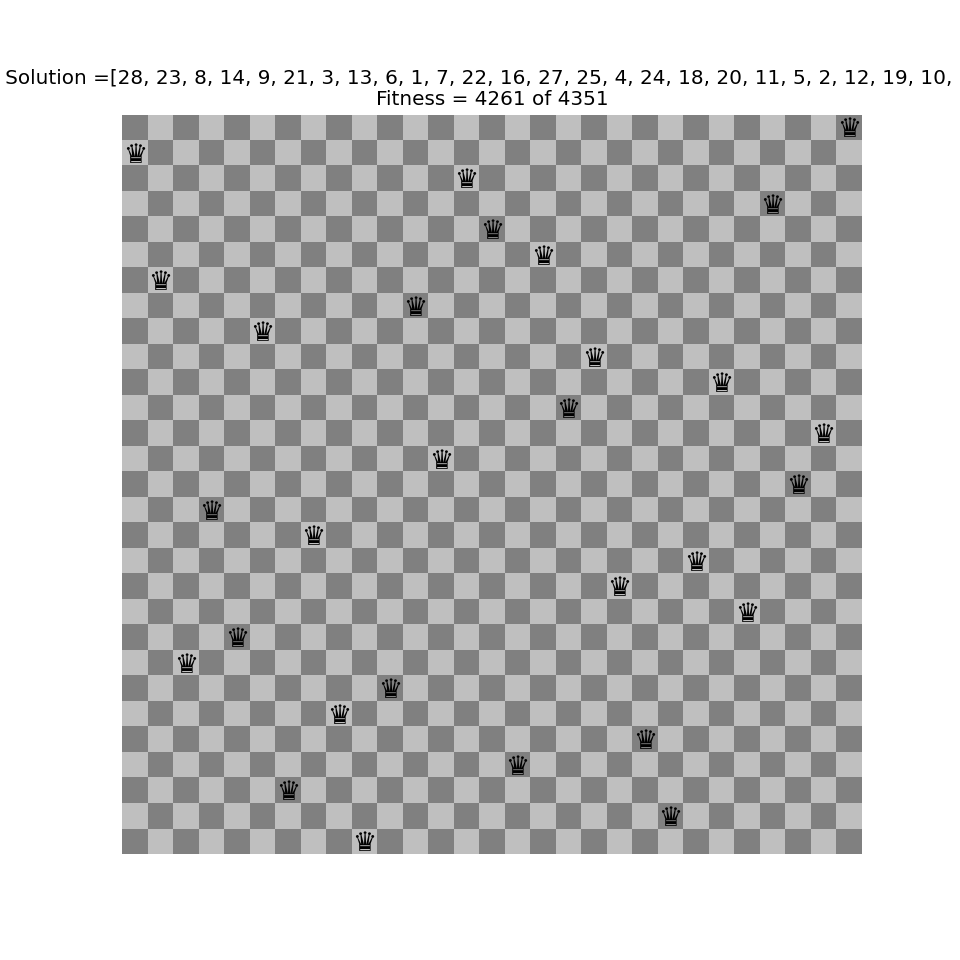 Solution =[28, 23, 8, 14, 9, 21, 3, 13, 6, 1, 7, 22, 16, 27, 25, 4, 24, 18, 20, 11, 5, 2, 12, 19, 10,
Fitness = 4261 of 4351